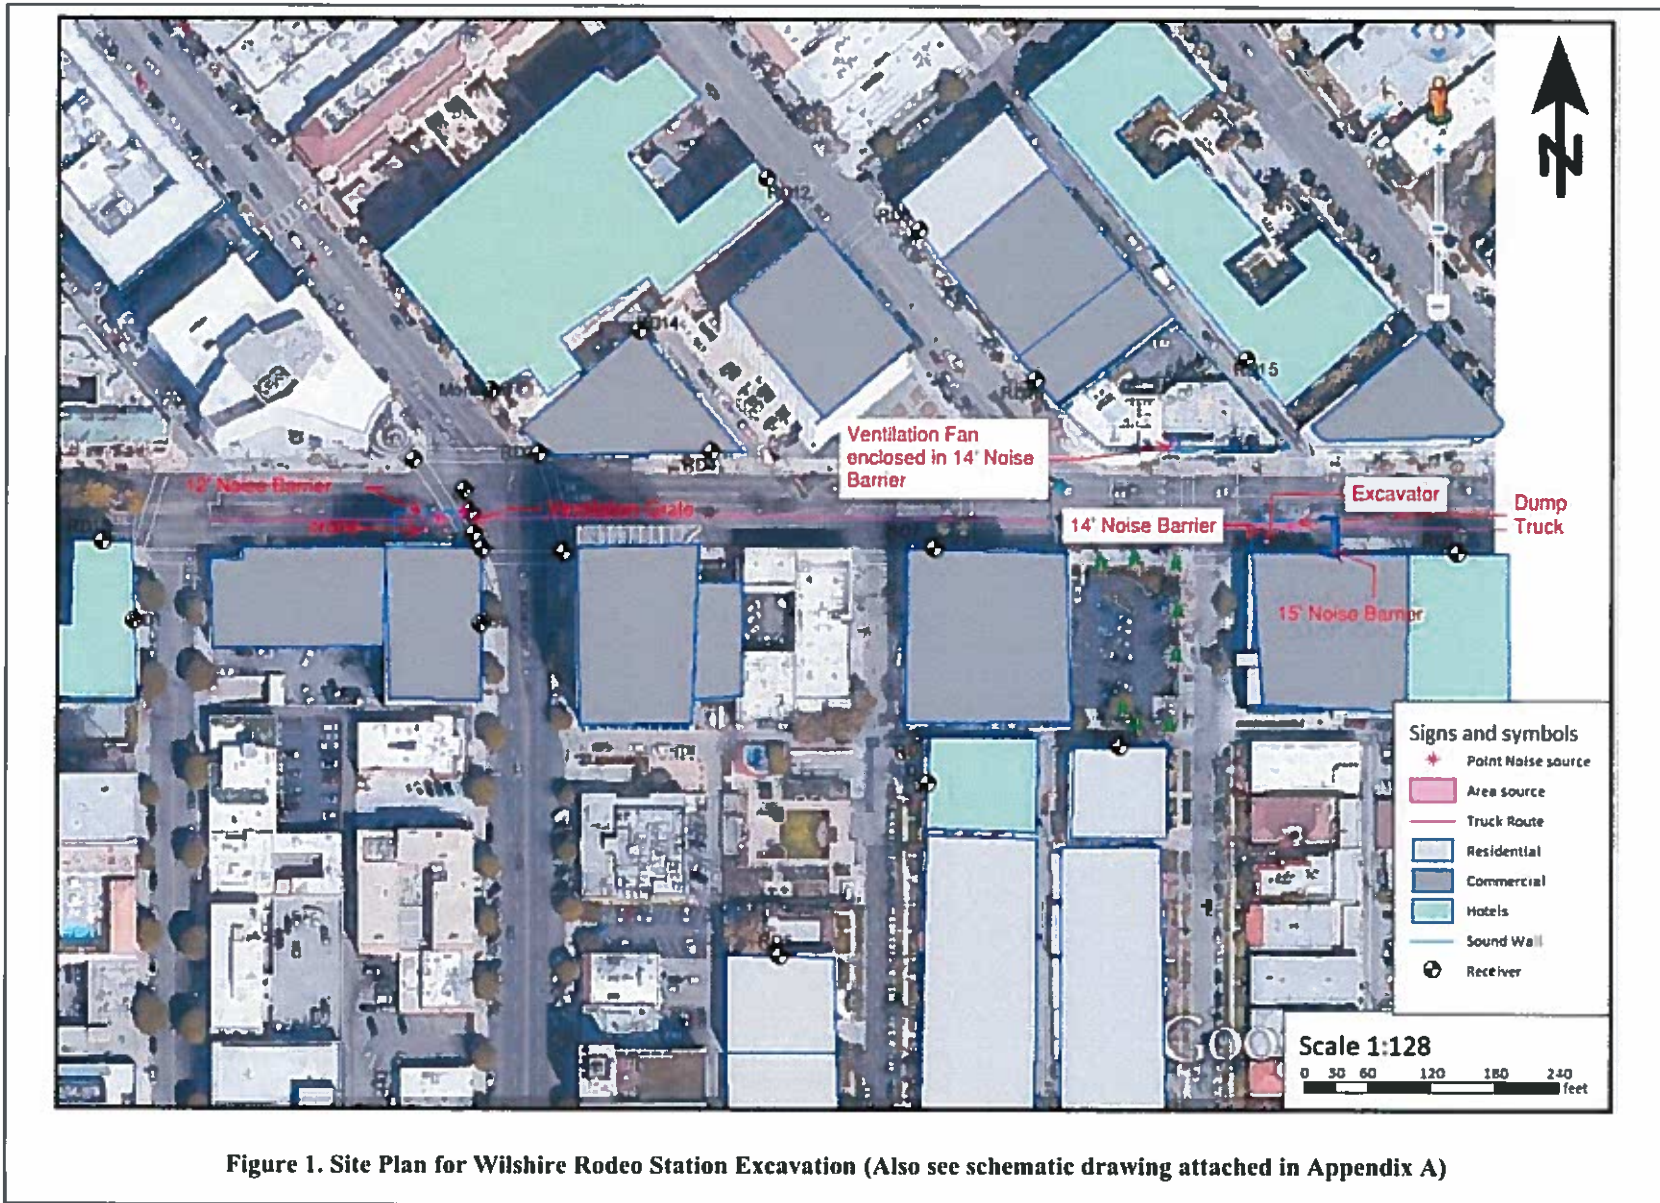 RD12
RD14
RD15
Ventilation Fan
enclosed in 14' Noise
Barrier
12' Noise Barrier
Ventilation Grate
Excavator
Dump
Truck
14' Noise Barrier
15' Noise Barrier
N
Signs and symbols
Point Noise source
Area source
Truck Route
Residential
Commercial
Hotels
Sound Wall
Receiver
Goo
Scale 1:128
0 30 60 120 180 240
feet
Figure 1. Site Plan for Wilshire Rodeo Station Excavation (Also see schematic drawing attached in Appendix A)